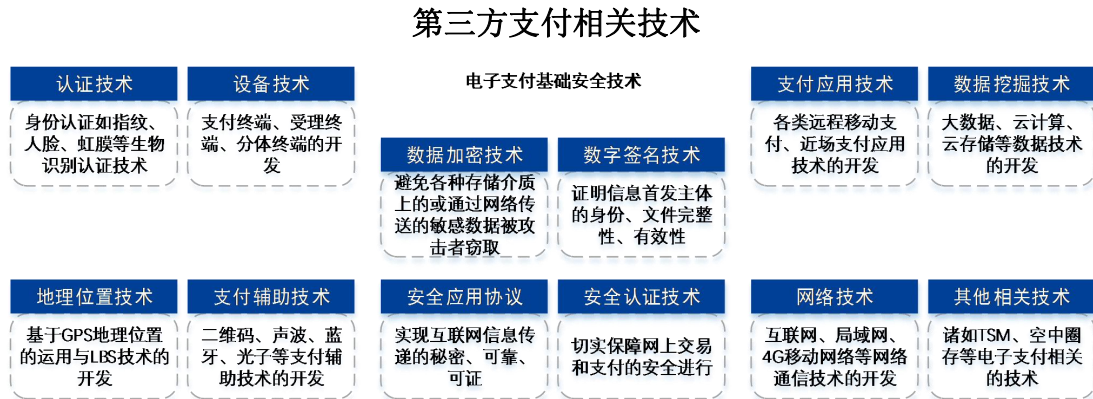 第三方支付相关技术
认证技术
身份认证如指纹、
人脸、虹膜等生物
识别认证技术
设备技术
支付终端、受理终
端、分体终端的开
发
电子支付基础安全技术
数据加密技术
避免各种存储介质
上的或通过网络传
送的敏感数据被攻
击者窃取
数字签名技术
证明信息首发主体
的身份、文件完整
性、有效性
支付应用技术
各类远程移动支
付、近场支付应用
技术的开发
数据挖掘技术
大数据、云计算、
云存储等数据技术
的开发
地理位置技术
基于GPS地理位置
的运用与LBS技术的
开发
支付辅助技术
二维码、声波、蓝
牙、光子等支付辅
助技术的开发
安全应用协议
实现互联网信息传
递的秘密、可靠、
可证
安全认证技术
切实保障网上交易
和支付的安全进行
网络技术
互联网、局域网、
4G移动网络等网络
通信技术的开发
其他相关技术
诸如TSM、空中圈
存等电子支付相关
的技术